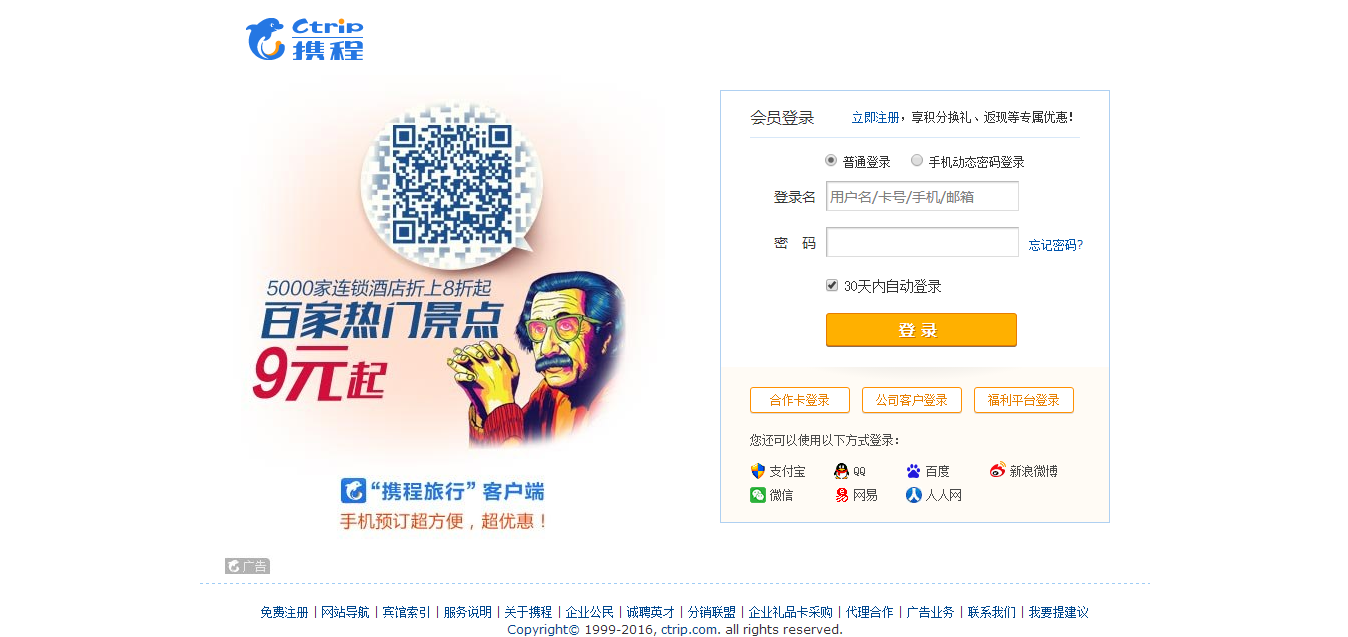 Ctrip
携程
会员登录 立即注册，享积分换礼、返现等专属优惠！
普通登录 手机动态密码登录
登录名 用户名/卡号/手机/邮箱
密 码 忘记密码?
30天内自动登录
登 录
合作卡登录 公司客户登录 福利平台登录
您还可以使用以下方式登录：
支付宝 QQ 百度 新浪微博
微信 网易 人人网
5000家连锁酒店折上8折起
百家热门景点
9元起
“携程旅行”客户端
手机预订超方便，超优惠！
广告
免费注册 | 网站导航 | 宾馆索引 | 服务说明 | 关于携程 | 企业公民 | 诚聘英才 | 分销联盟 | 企业礼品卡采购 | 代理合作 | 广告业务 | 联系我们 | 我要提建议
Copyright© 1999-2016, ctrip.com. all rights reserved.